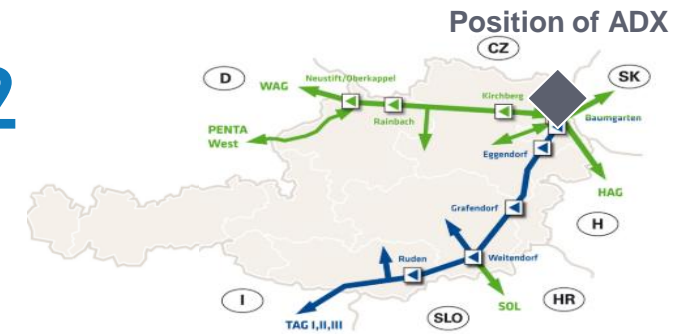 Position of ADX
2
CZ
D
SK
WAG
Neustift/Oberkappel
Kirchberg
Rainbach
Baumgarten
PENTA
West
Eggendorf
HAG
Grafendorf
H
Ruden
Weitendorf
I
SOL
HR
SLO
TAG I,II,III